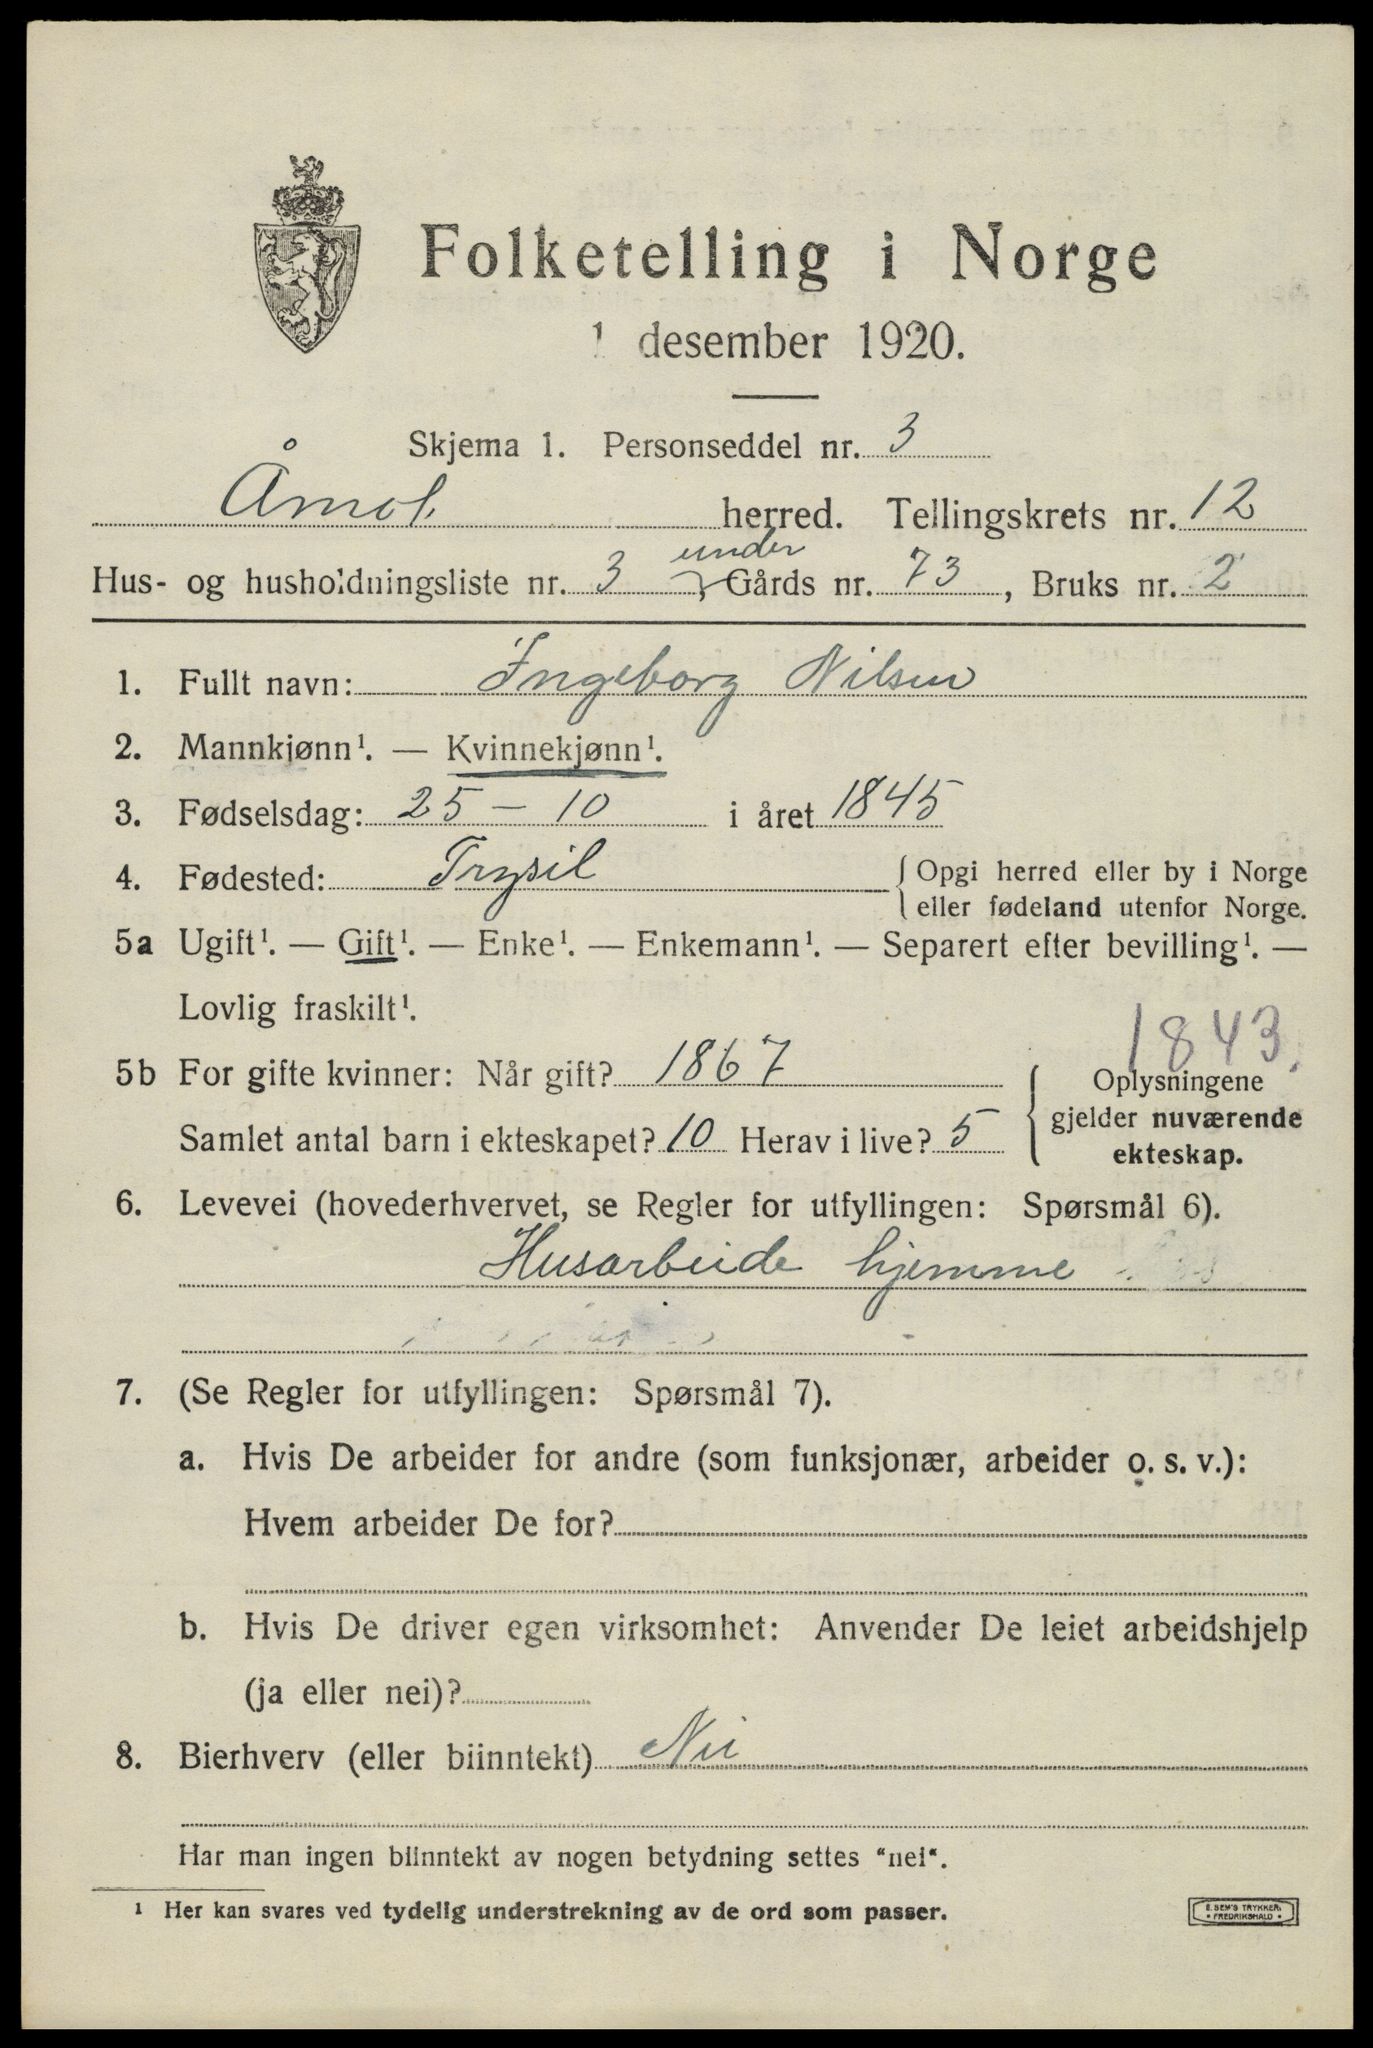 Folketelling i Norge
1 desember 1920.
Skjema 1. Personseddel nr. 3
Åmot herred. Tellingskrets nr. 12
under
Hus- og husholdningsliste nr. 3, Gårds nr. 73, Bruks nr. 2
1. Fullt navn: Ingeborg Nilsen
2. Mannkjønn¹. — Kvinnekjønn¹.
3. Fødselsdag: 25 – 10 i året 1845
4. Fødested: Trysil { Opgi herred eller by i Norge
eller fødeland utenfor Norge.
5a Ugift¹. — Gift¹. — Enke¹. — Enkemann¹. — Separert efter bevilling¹. —
Lovlig fraskilt¹.
1843.
5b For gifte kvinner: Når gift? 1867 { Oplysningene
gjelder nuværende
Samlet antal barn i ekteskapet? 10 Herav i live? 5
ekteskap.
6. Levevei (hovederhvervet, se Regler for utfyllingen: Spørsmål 6).
Husarbeide hjemme
7. (Se Regler for utfyllingen: Spørsmål 7).
a. Hvis De arbeider for andre (som funksjonær, arbeider o. s. v.):
Hvem arbeider De for?
b. Hvis De driver egen virksomhet: Anvender De leiet arbeidshjelp
(ja eller nei)?
8. Bierhverv (eller biinntekt) Nei
Har man ingen biinntekt av nogen betydning settes "nei".
¹ Her kan svares ved tydelig understrekning av de ord som passer.
E. SEM'S TRYKKERI
• FREDRIKSHALD •